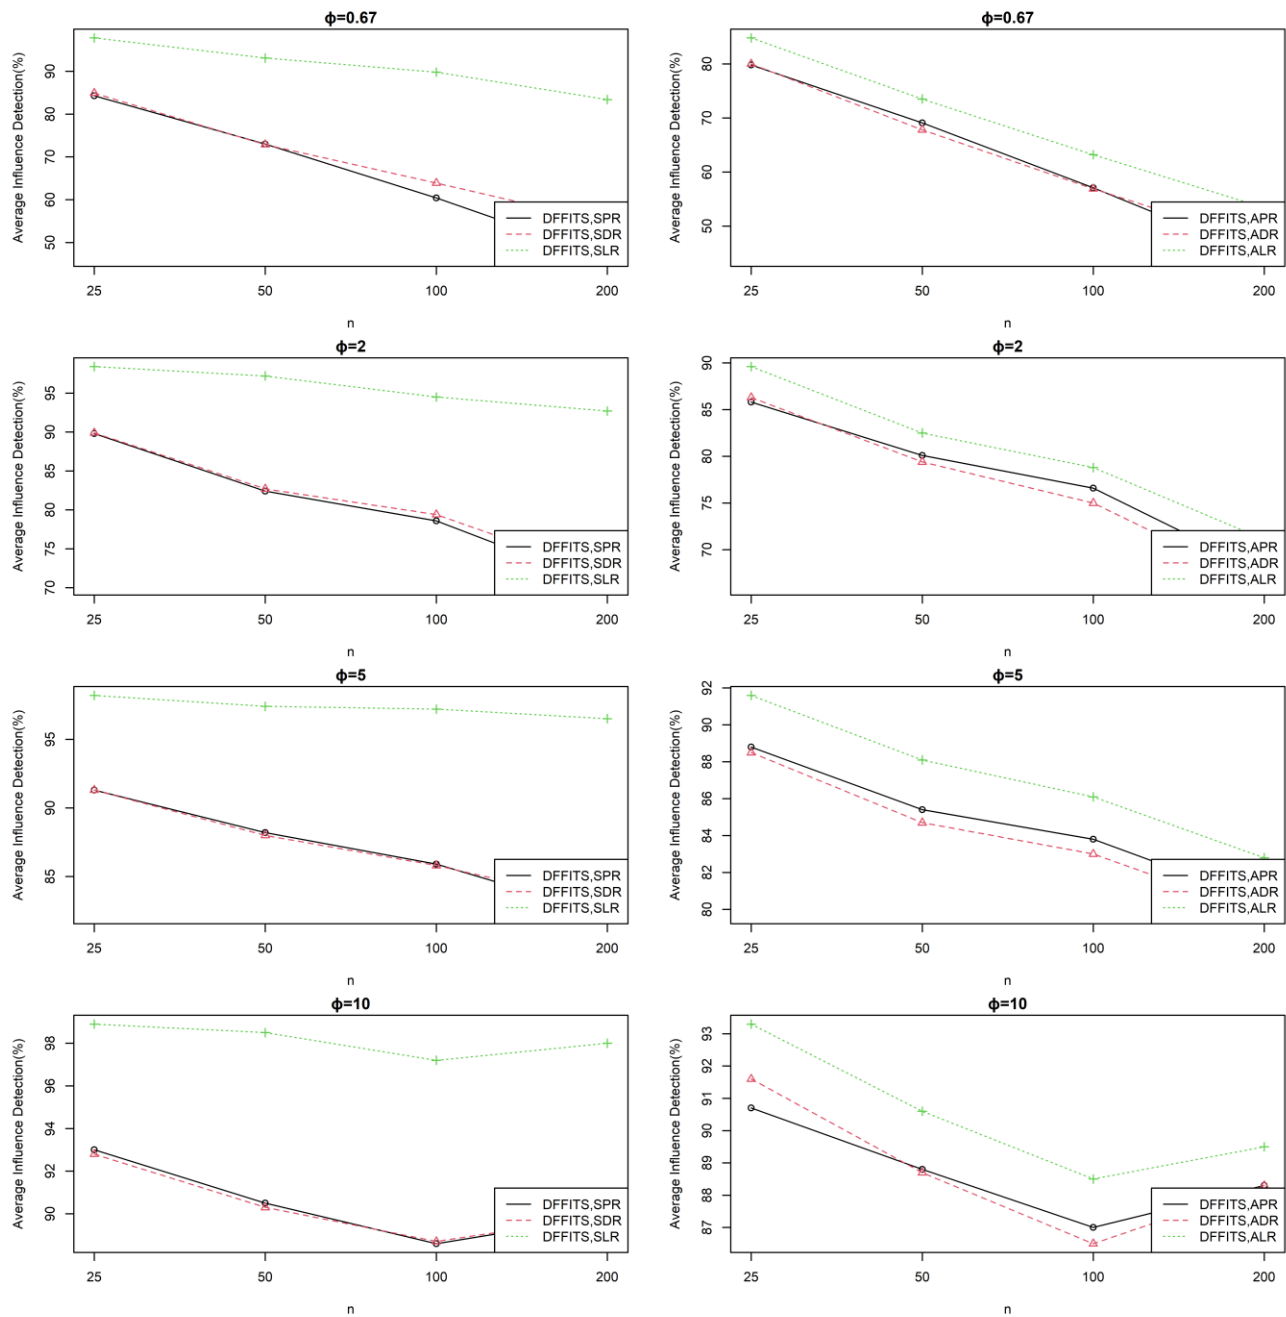 ϕ=0.67
Average Influence Detection(%)
90
80
70
60
50
25 50 100 200
n
DFFITS,SPR
DFFITS,SDR
DFFITS,SLR
ϕ=0.67
Average Influence Detection(%)
80
70
60
50
25 50 100 200
n
DFFITS,APR
DFFITS,ADR
DFFITS,ALR
ϕ=2
Average Influence Detection(%)
95
90
85
80
75
70
25 50 100 200
n
DFFITS,SPR
DFFITS,SDR
DFFITS,SLR
ϕ=2
Average Influence Detection(%)
90
85
80
75
70
25 50 100 200
n
DFFITS,APR
DFFITS,ADR
DFFITS,ALR
ϕ=5
Average Influence Detection(%)
95
90
85
25 50 100 200
n
DFFITS,SPR
DFFITS,SDR
DFFITS,SLR
ϕ=5
Average Influence Detection(%)
92
90
88
86
84
82
80
25 50 100 200
n
DFFITS,APR
DFFITS,ADR
DFFITS,ALR
ϕ=10
Average Influence Detection(%)
98
96
94
92
90
25 50 100 200
n
DFFITS,SPR
DFFITS,SDR
DFFITS,SLR
ϕ=10
Average Influence Detection(%)
93
92
91
90
89
88
87
25 50 100 200
n
DFFITS,APR
DFFITS,ADR
DFFITS,ALR